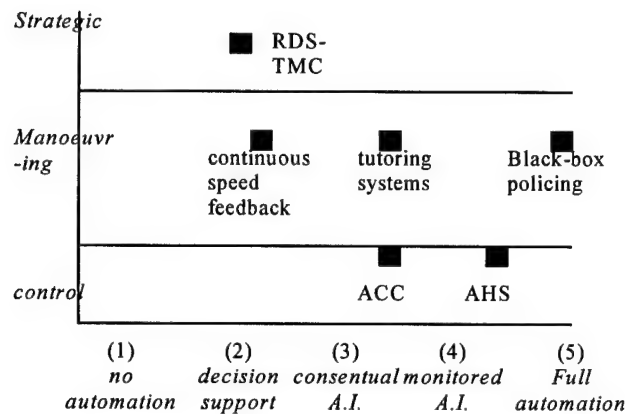 Strategic
RDS-
TMC
Manoeuvr
-ing
continuous
speed
feedback
tutoring
systems
Black-box
policing
control
ACC
AHS
(1) (2) (3) (4) (5)
no decision consentual monitored Full
automation support A.I. A.I. automation